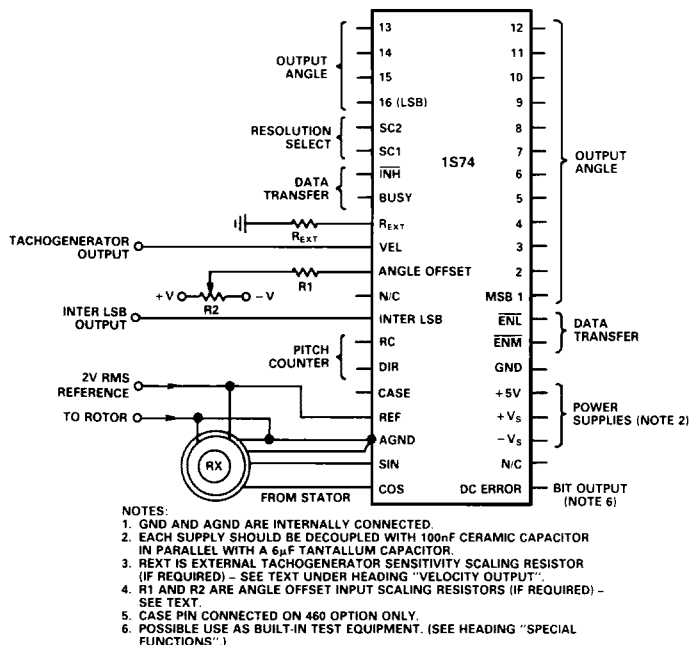 13
14
15
16 (LSB)
OUTPUT
ANGLE
RESOLUTION
SELECT
SC2
SC1
DATA
TRANSFER
INH
BUSY
REXT
REXT
TACHOGENERATOR
OUTPUT
VEL
ANGLE OFFSET
R1
+V
-V
R2
N/C
INTER LSB
OUTPUT
INTER LSB
PITCH
COUNTER
RC
DIR
2V RMS
REFERENCE
CASE
REF
TO ROTOR
AGND
RX
SIN
FROM STATOR
COS
1S74
12
11
10
9
8
7
6
5
4
3
2
MSB 1
OUTPUT
ANGLE
ENL
ENM
DATA
TRANSFER
GND
+5V
+VS
-VS
POWER
SUPPLIES (NOTE 2)
N/C
DC ERROR
BIT OUTPUT
(NOTE 6)
NOTES:
1. GND AND AGND ARE INTERNALLY CONNECTED.
2. EACH SUPPLY SHOULD BE DECOUPLED WITH 100nF CERAMIC CAPACITOR
IN PARALLEL WITH A 6µF TANTALLUM CAPACITOR.
3. REXT IS EXTERNAL TACHOGENERATOR SENSITIVITY SCALING RESISTOR
(IF REQUIRED) – SEE TEXT UNDER HEADING "VELOCITY OUTPUT".
4. R1 AND R2 ARE ANGLE OFFSET INPUT SCALING RESISTORS (IF REQUIRED) –
SEE TEXT.
5. CASE PIN CONNECTED ON 460 OPTION ONLY.
6. POSSIBLE USE AS BUILT-IN TEST EQUIPMENT. (SEE HEADING "SPECIAL
FUNCTIONS".)